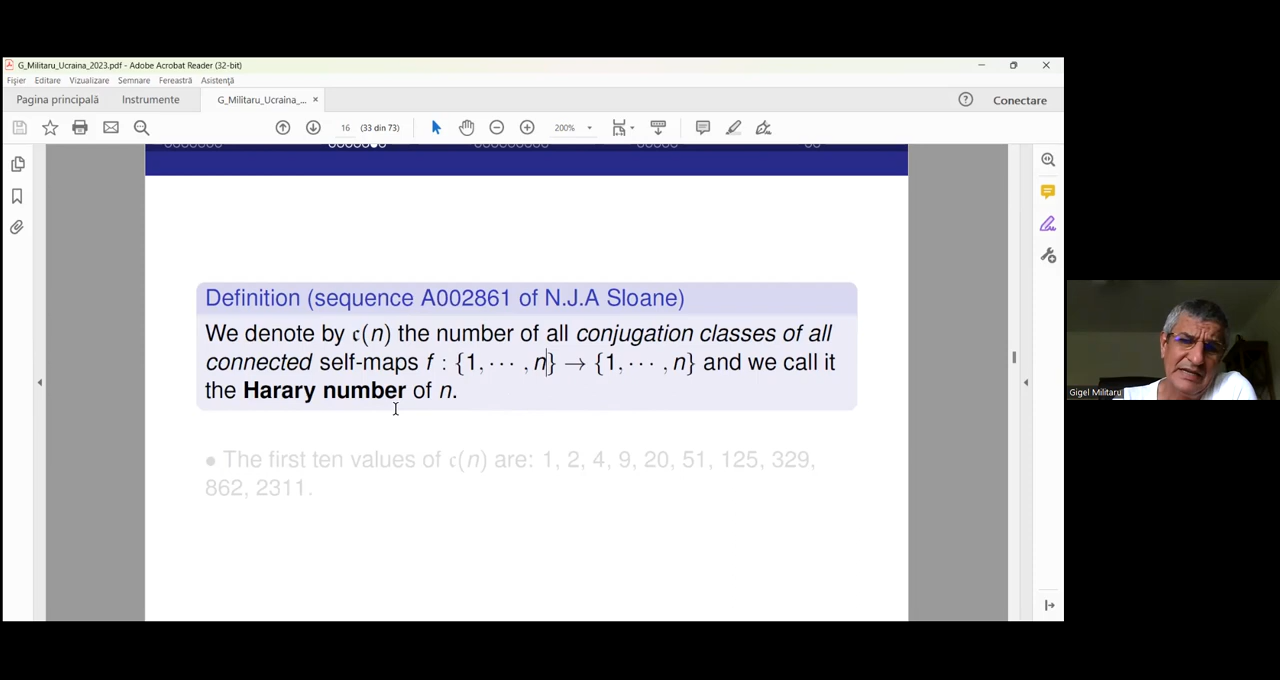 G_Militaru_Ucraina_2023.pdf - Adobe Acrobat Reader (32-bit)
Fișier Editare Vizualizare Semnare Fereastră Asistență
Pagina principală Instrumente G_Militaru_Ucraina_... × Conectare
16 (33 din 73) 200%
Definition (sequence A002861 of N.J.A Sloane)
We denote by 𝔠(n) the number of all conjugation classes of all
connected self-maps f : {1, ··· , n} → {1, ··· , n} and we call it
the Harary number of n.
● The first ten values of 𝔠(n) are: 1, 2, 4, 9, 20, 51, 125, 329,
862, 2311.
Gigel Militaru